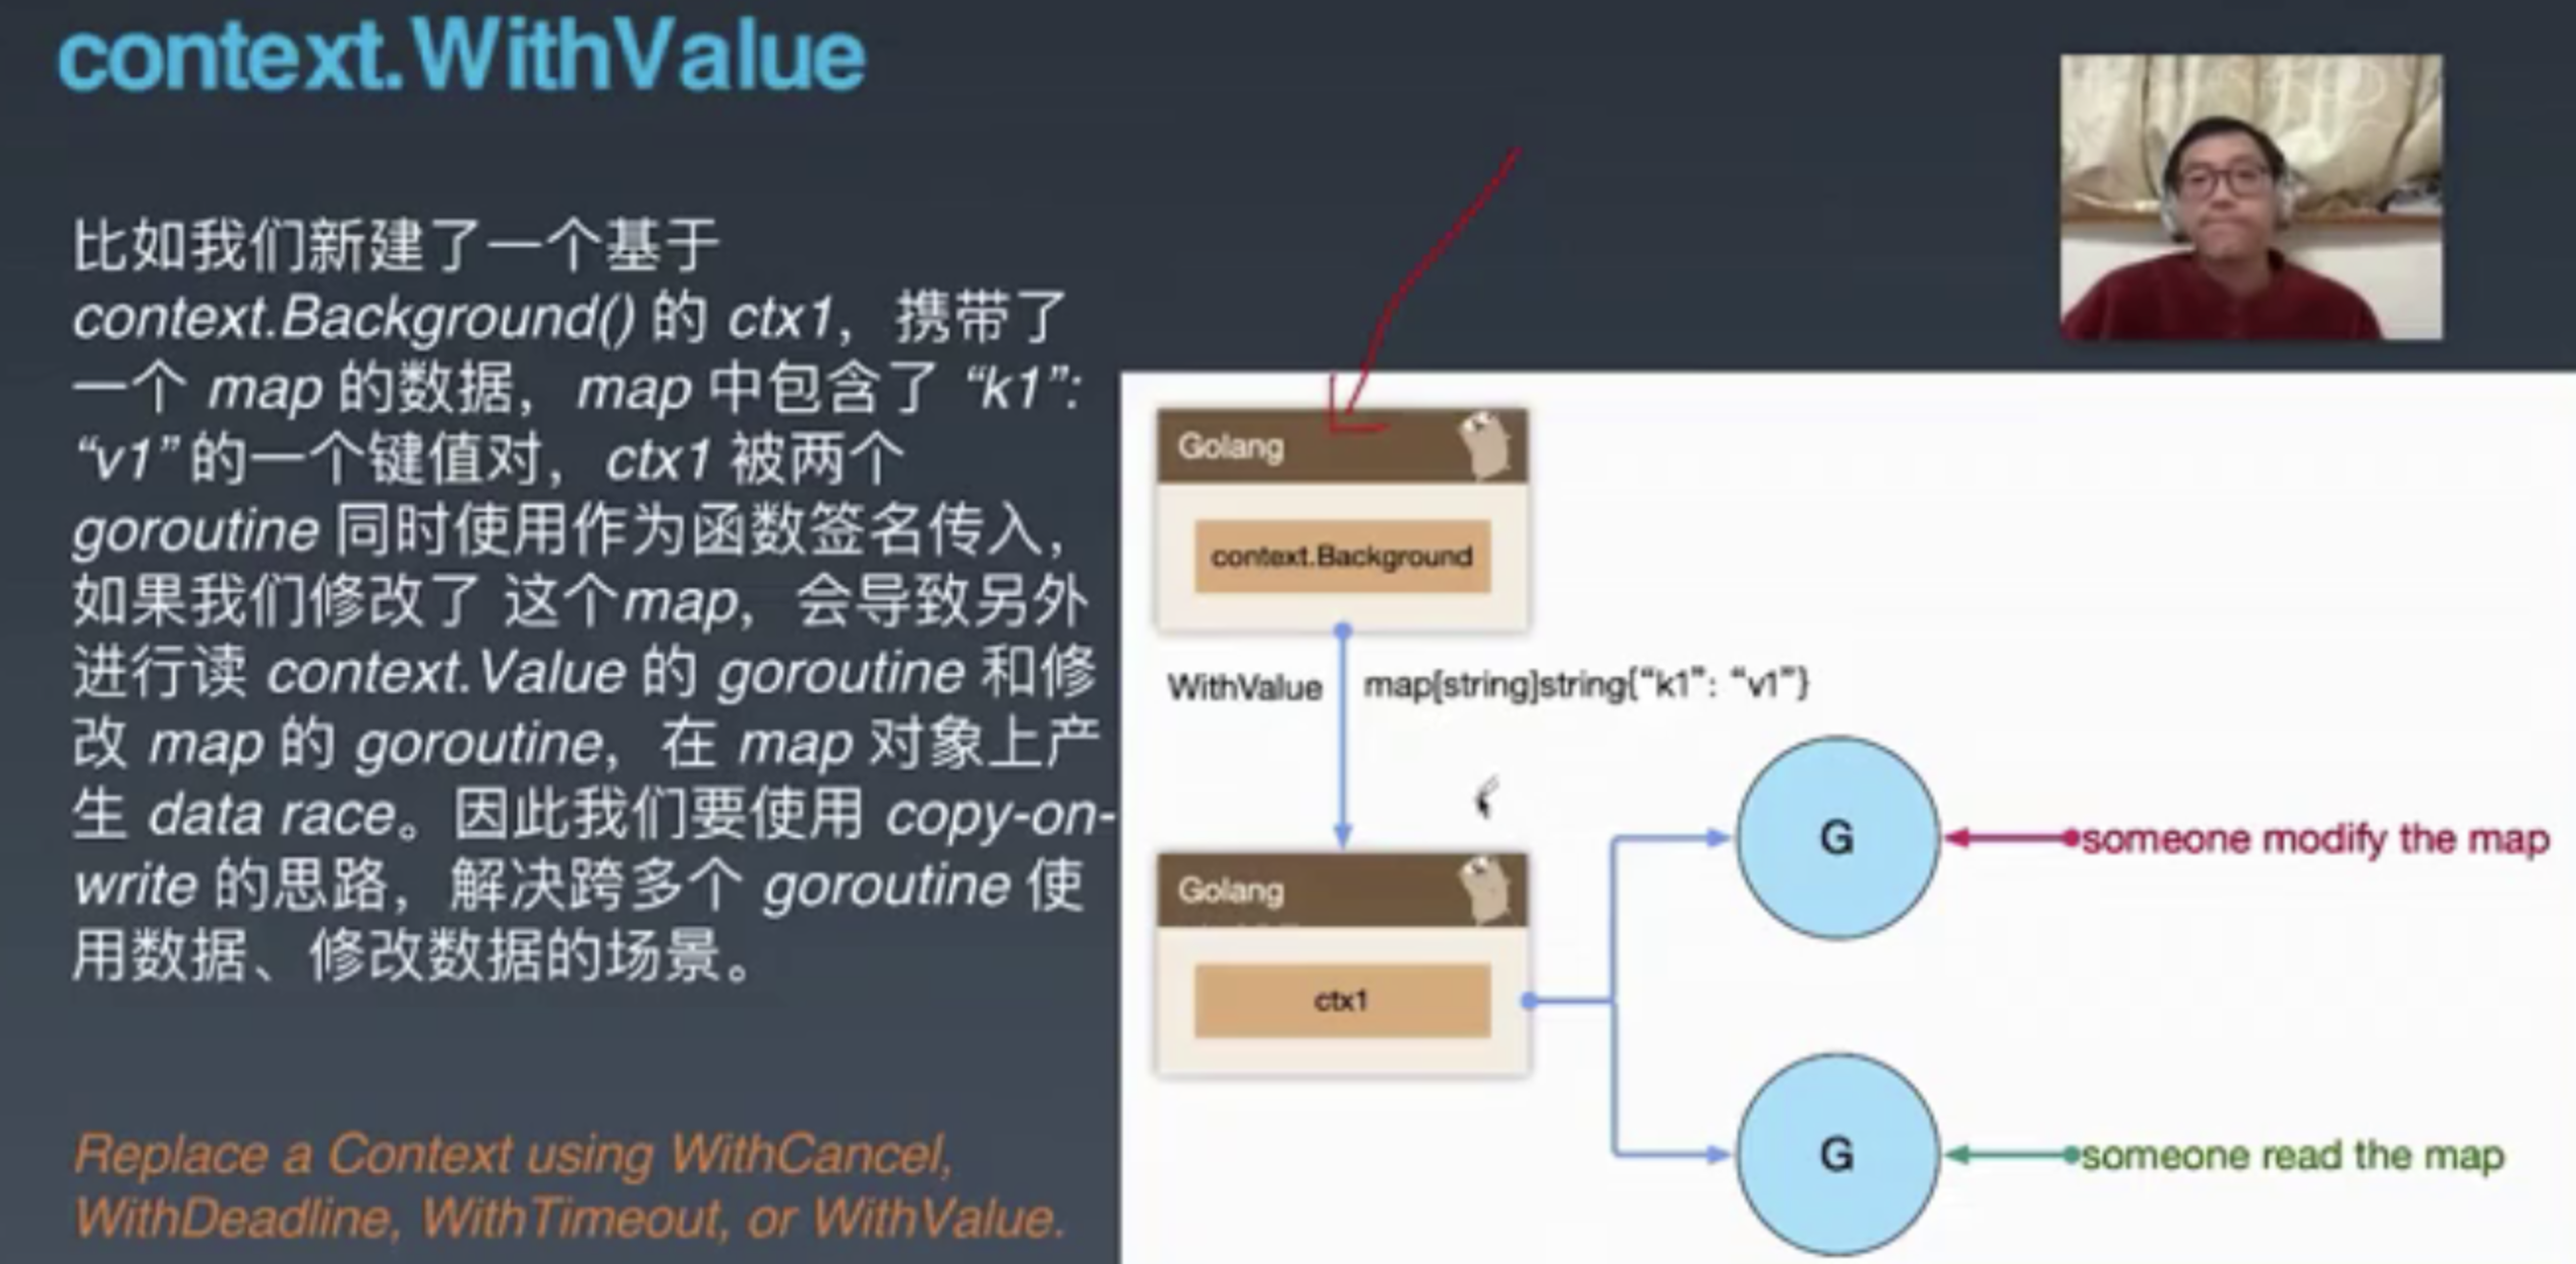 context.WithValue
比如我们新建了一个基于
context.Background() 的 ctx1，携带了
一个 map 的数据，map 中包含了 “k1”:
“v1” 的一个键值对，ctx1 被两个
goroutine 同时使用作为函数签名传入，
如果我们修改了 这个map，会导致另外
进行读 context.Value 的 goroutine 和修
改 map 的 goroutine，在 map 对象上产
生 data race。因此我们要使用 copy-on-
write 的思路，解决跨多个 goroutine 使
用数据、修改数据的场景。
Replace a Context using WithCancel,
WithDeadline, WithTimeout, or WithValue.
Golang
context.Background
WithValue
map[string]string{“k1”: “v1”}
Golang
ctx1
G
someone modify the map
G
someone read the map